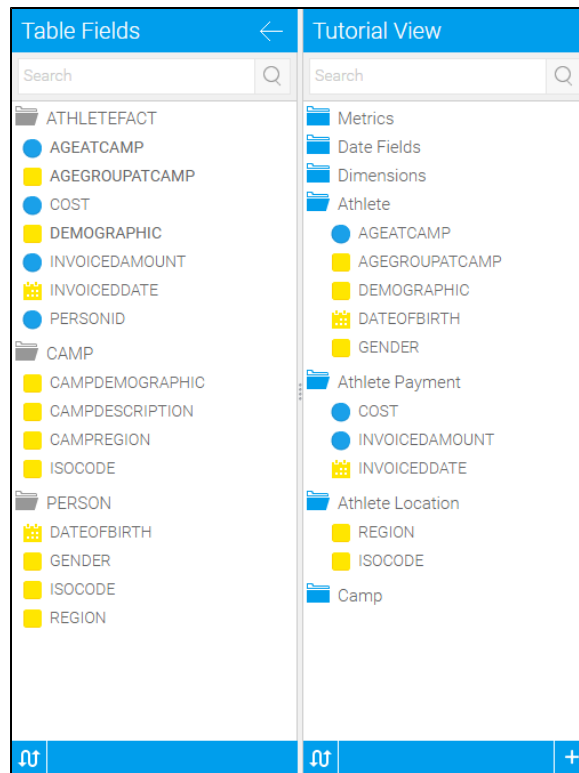 Table Fields
Search
ATHLETEFACT
AGEATCAMP
AGEGROUPATCAMP
COST
DEMOGRAPHIC
INVOICEDAMOUNT
INVOICEDDATE
PERSONID
CAMP
CAMPDEMOGRAPHIC
CAMPDESCRIPTION
CAMPREGION
ISOCODE
PERSON
DATEOFBIRTH
GENDER
ISOCODE
REGION
Tutorial View
Search
Metrics
Date Fields
Dimensions
Athlete
AGEATCAMP
AGEGROUPATCAMP
DEMOGRAPHIC
DATEOFBIRTH
GENDER
Athlete Payment
COST
INVOICEDAMOUNT
INVOICEDDATE
Athlete Location
REGION
ISOCODE
Camp